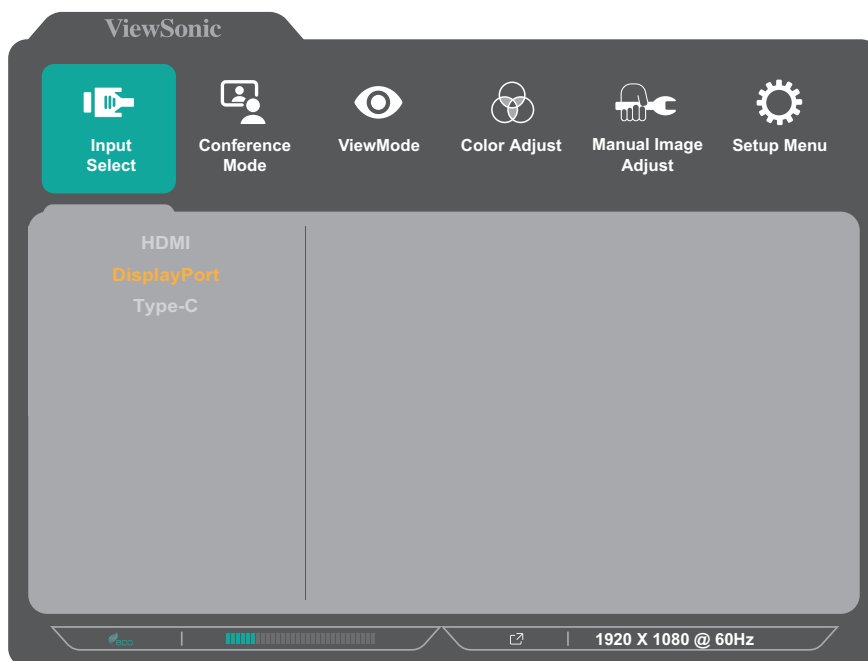 ViewSonic
Input
Select
Conference
Mode
ViewMode
Color Adjust
Manual Image
Adjust
Setup Menu
HDMI
DisplayPort
Type-C
eco
1920 X 1080 @ 60Hz